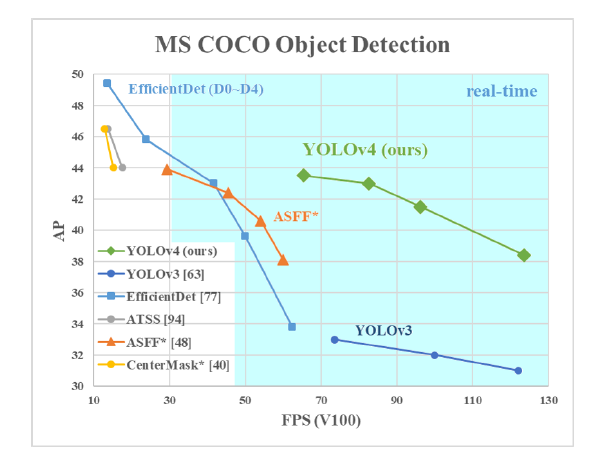 MS COCO Object Detection
50
48
46
44
42
40
38
36
34
32
30
AP
EfficientDet (D0~D4)
real-time
YOLOv4 (ours)
ASFF*
YOLOv3
YOLOv4 (ours)
YOLOv3 [63]
EfficientDet [77]
ATSS [94]
ASFF* [48]
CenterMask* [40]
10 30 50 70 90 110 130
FPS (V100)